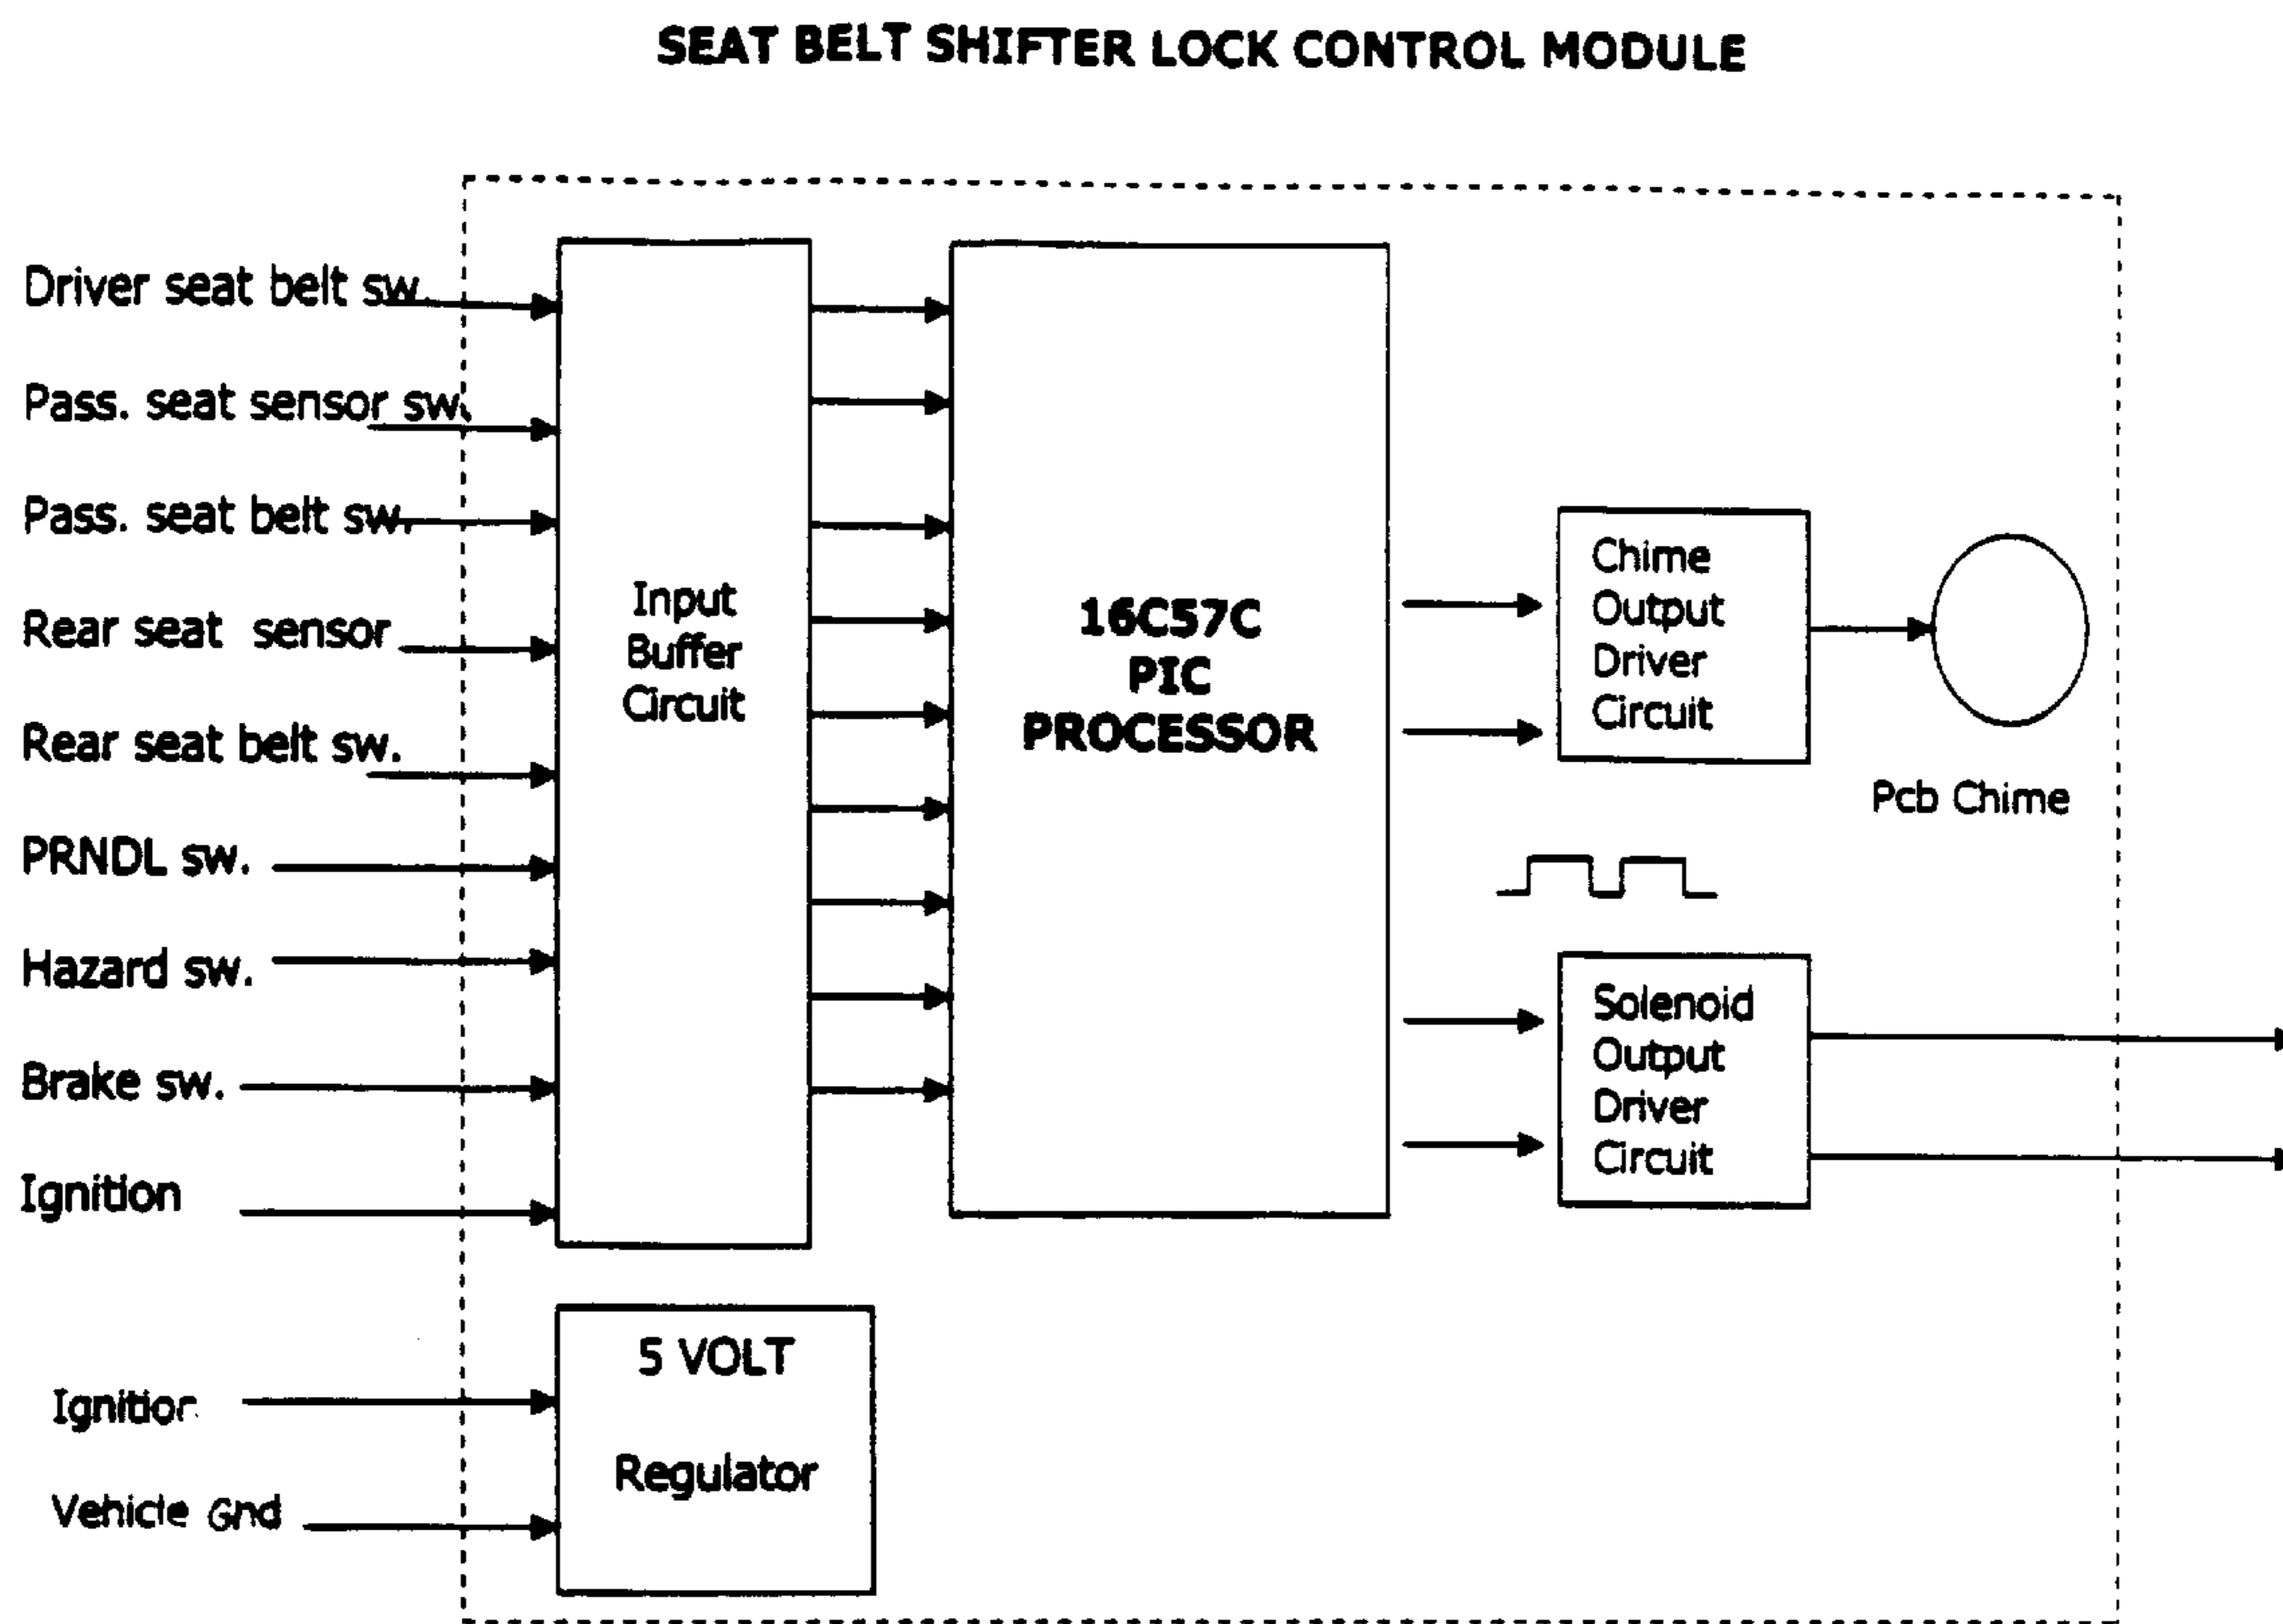 SEAT BELT SHIFTER LOCK CONTROL MODULE
Driver seat belt sw.
Pass. seat sensor sw.
Pass. seat belt sw.
Rear seat sensor
Rear seat belt sw.
PRNDL sw.
Hazard sw.
Brake sw.
Ignition
Input
Buffer
Circuit
16C57C
PIC
PROCESSOR
Chime
Output
Driver
Circuit
Pcb Chime
Solenoid
Output
Driver
Circuit
Ignition
Vehicle Gnd
5 VOLT
Regulator